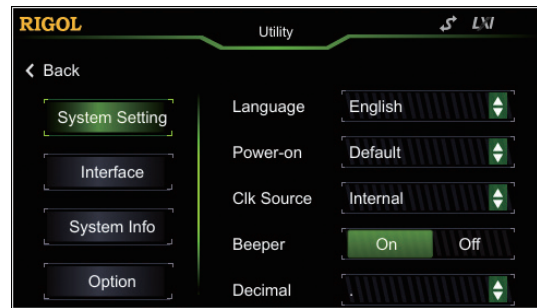 RIGOL
Utility
LXI
Back
System Setting
Interface
System Info
Option
Language English
Power-on Default
Clk Source Internal
Beeper On Off
Decimal .